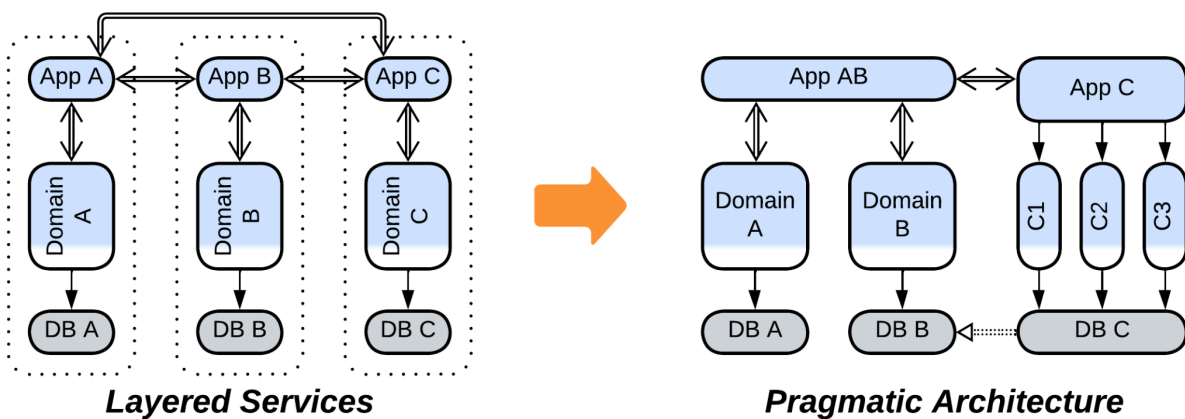 App A
App B
App C
Domain
A
Domain
B
Domain
C
DB A
DB B
DB C
Layered Services
App AB
App C
Domain
A
Domain
B
C1
C2
C3
DB A
DB B
DB C
Pragmatic Architecture